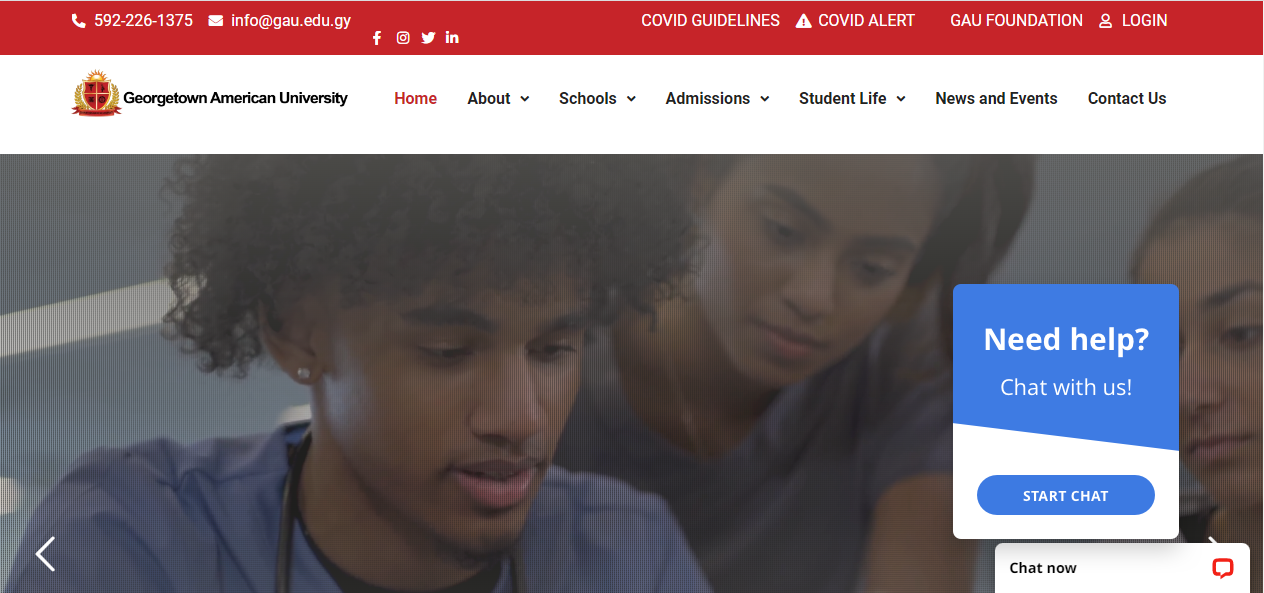 592-226-1375 info@gau.edu.gy COVID GUIDELINES COVID ALERT GAU FOUNDATION LOGIN
Georgetown American University Home About Schools Admissions Student Life News and Events Contact Us
Need help?
Chat with us!
START CHAT
Chat now